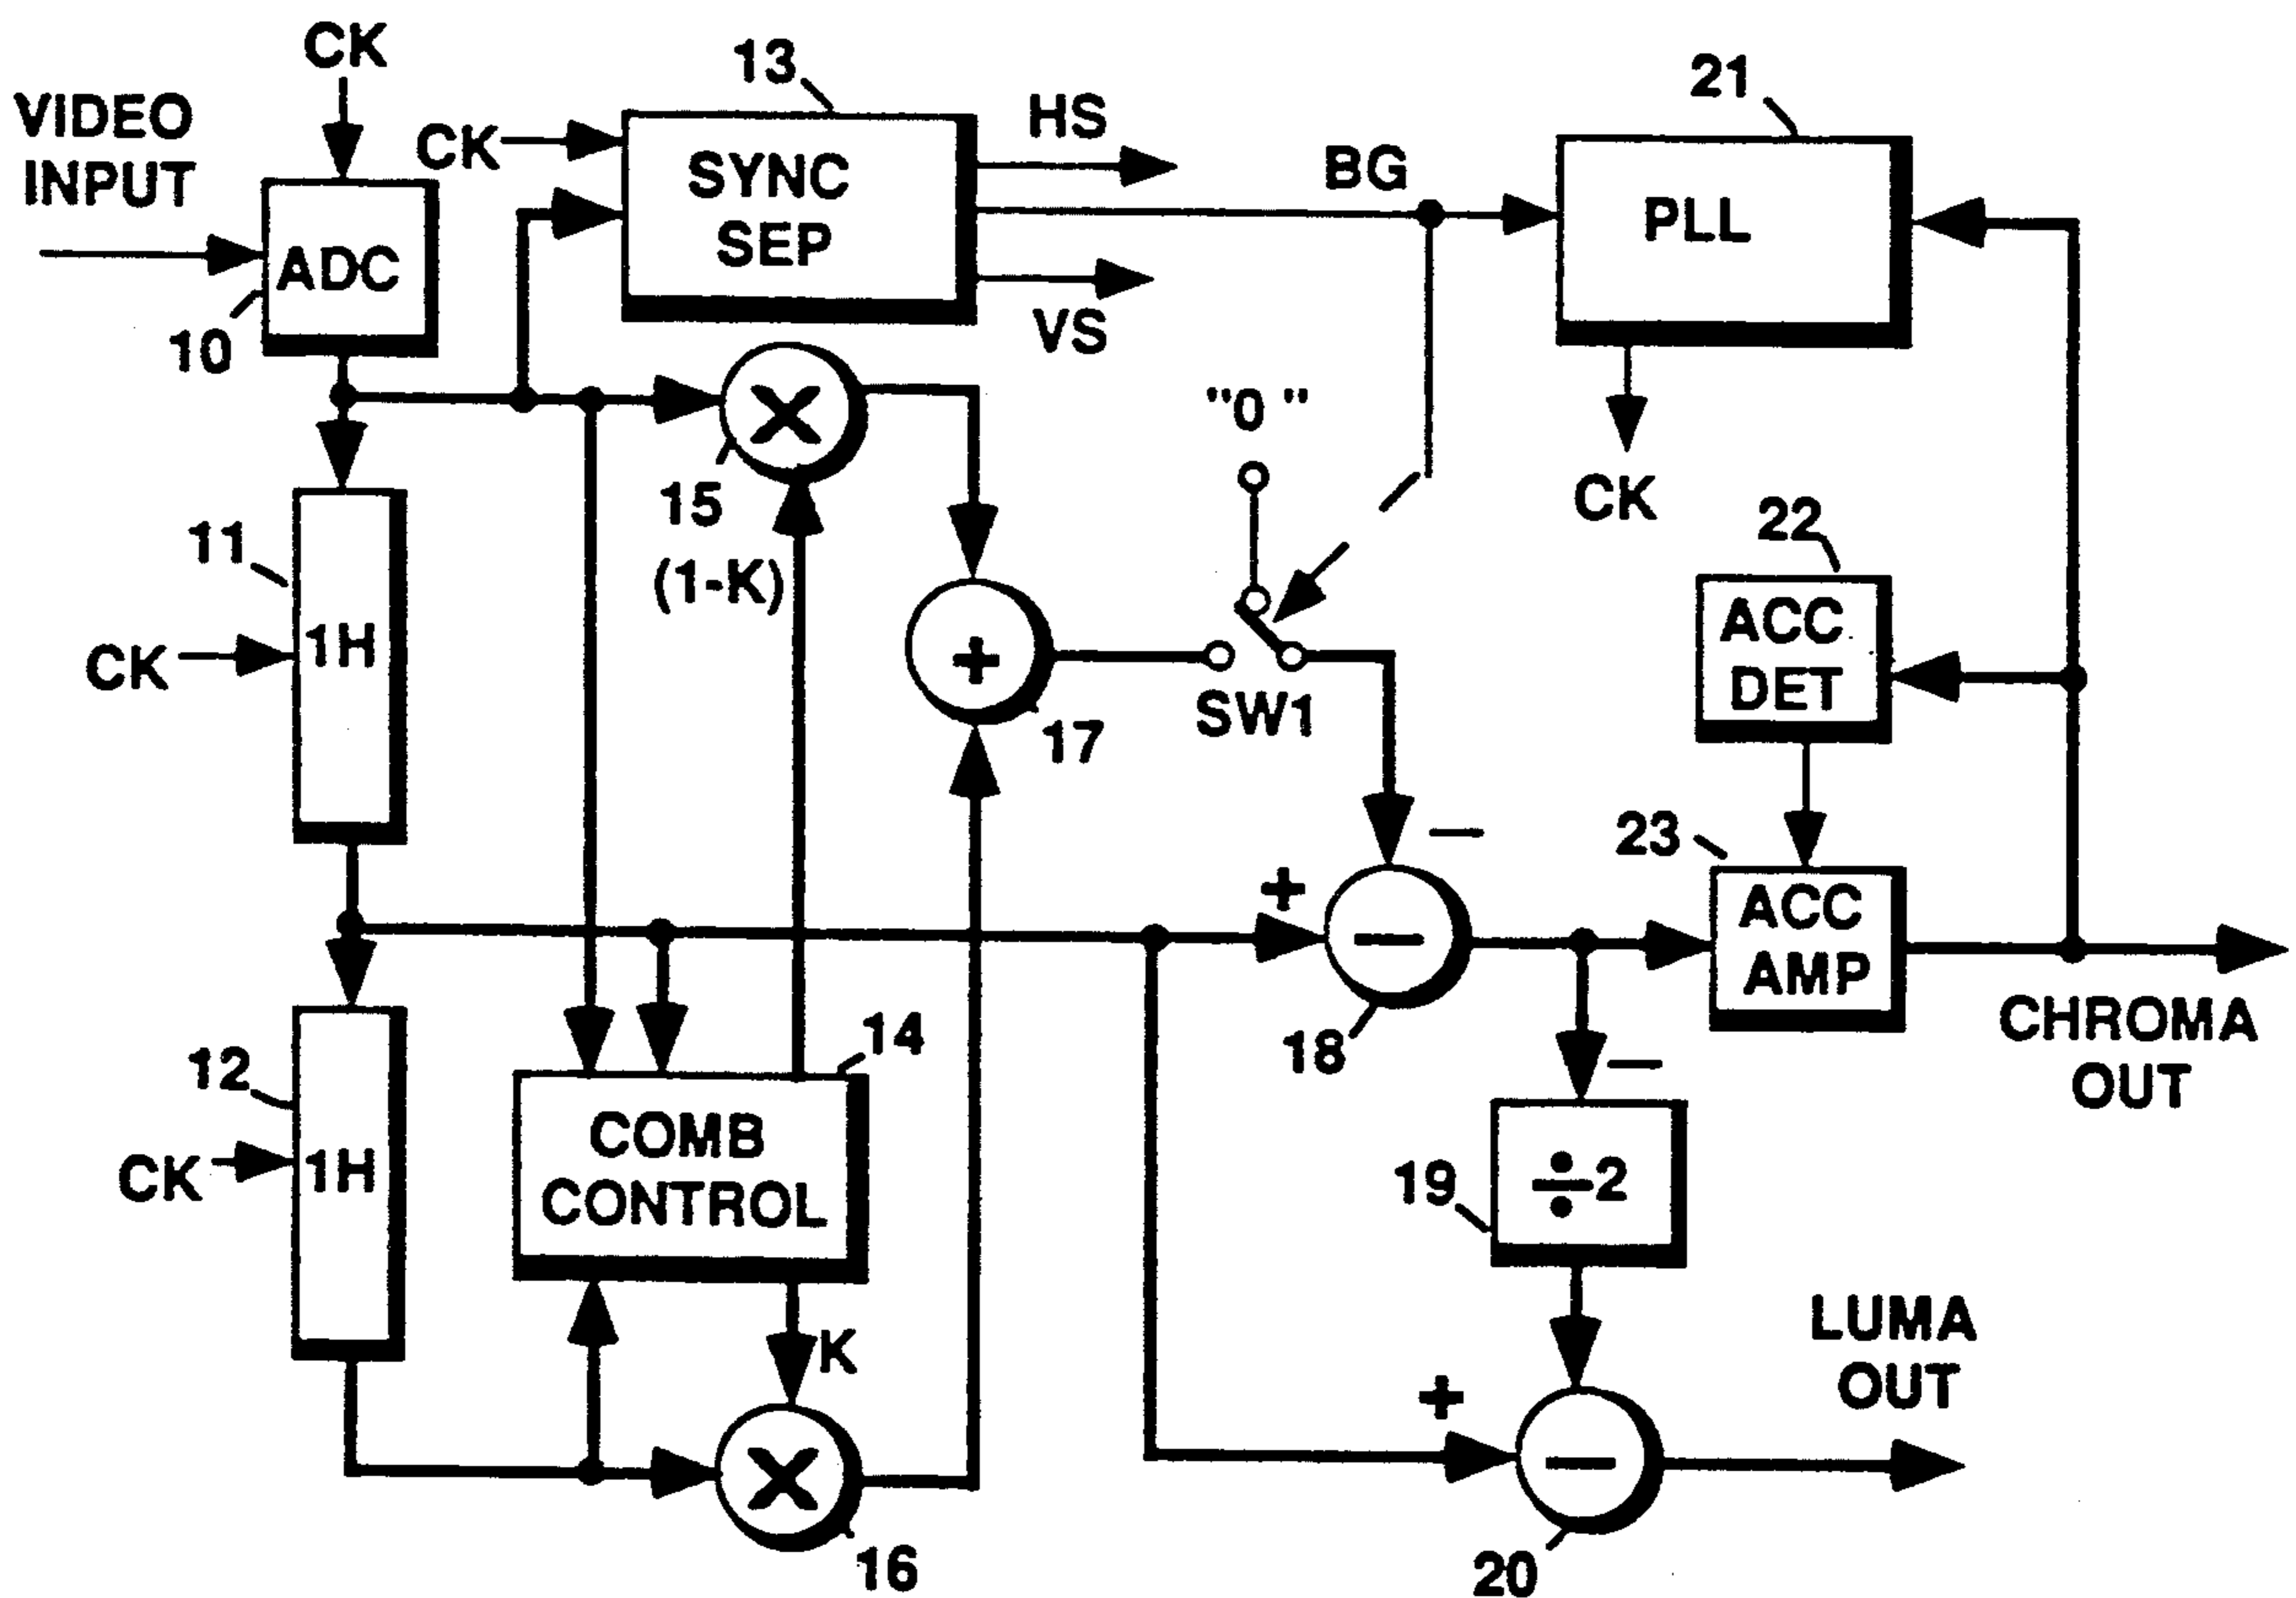 CK
VIDEO
INPUT
ADC
10
CK
13
SYNC
SEP
HS
BG
VS
21
PLL
CK
15
(1-K)
"0"
SW1
11
CK
1H
17
22
ACC
DET
23
ACC
AMP
CHROMA
OUT
+
−
−
18
+
12
CK
1H
14
COMB
CONTROL
K
X
X
16
19
÷2
−
+
−
20
LUMA
OUT